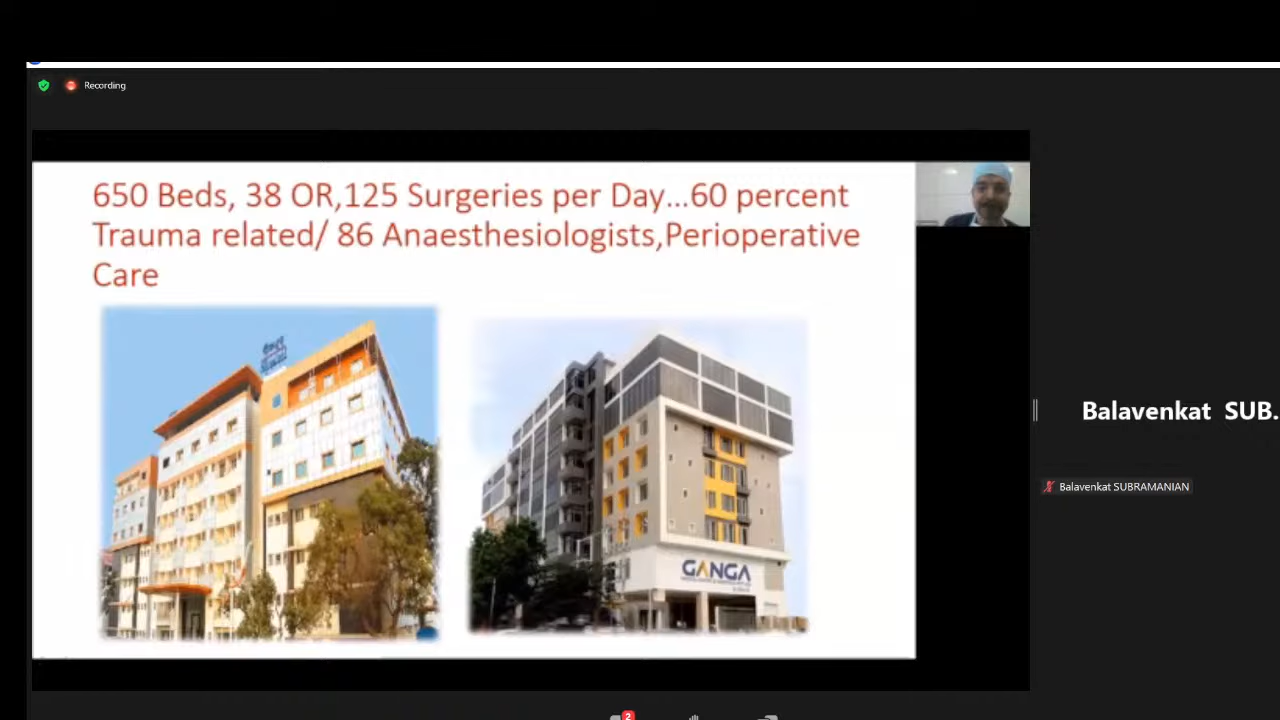 Recording
650 Beds, 38 OR,125 Surgeries per Day...60 percent
Trauma related/ 86 Anaesthesiologists,Perioperative
Care
GANGA
Balavenkat SUB.
Balavenkat SUBRAMANIAN
2